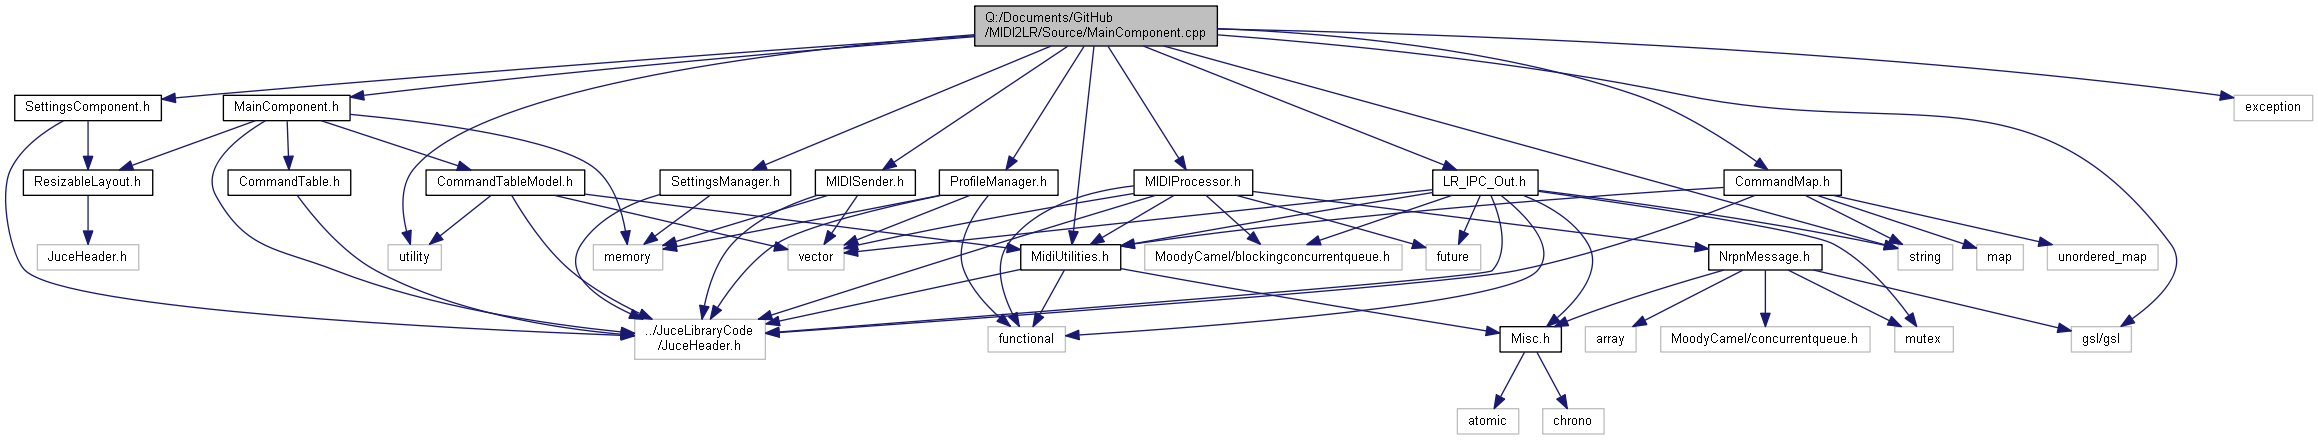 Q:/Documents/GitHub
/MIDI2LR/Source/MainComponent.cpp
SettingsComponent.h
MainComponent.h
exception
ResizableLayout.h
CommandTable.h
CommandTableModel.h
SettingsManager.h
MIDISender.h
ProfileManager.h
MIDIProcessor.h
LR_IPC_Out.h
CommandMap.h
JuceHeader.h
utility
memory
vector
MidiUtilities.h
MoodyCamel/blockingconcurrentqueue.h
future
NrpnMessage.h
string
map
unordered_map
../JuceLibraryCode
/JuceHeader.h
functional
Misc.h
array
MoodyCamel/concurrentqueue.h
mutex
gsl/gsl
atomic
chrono